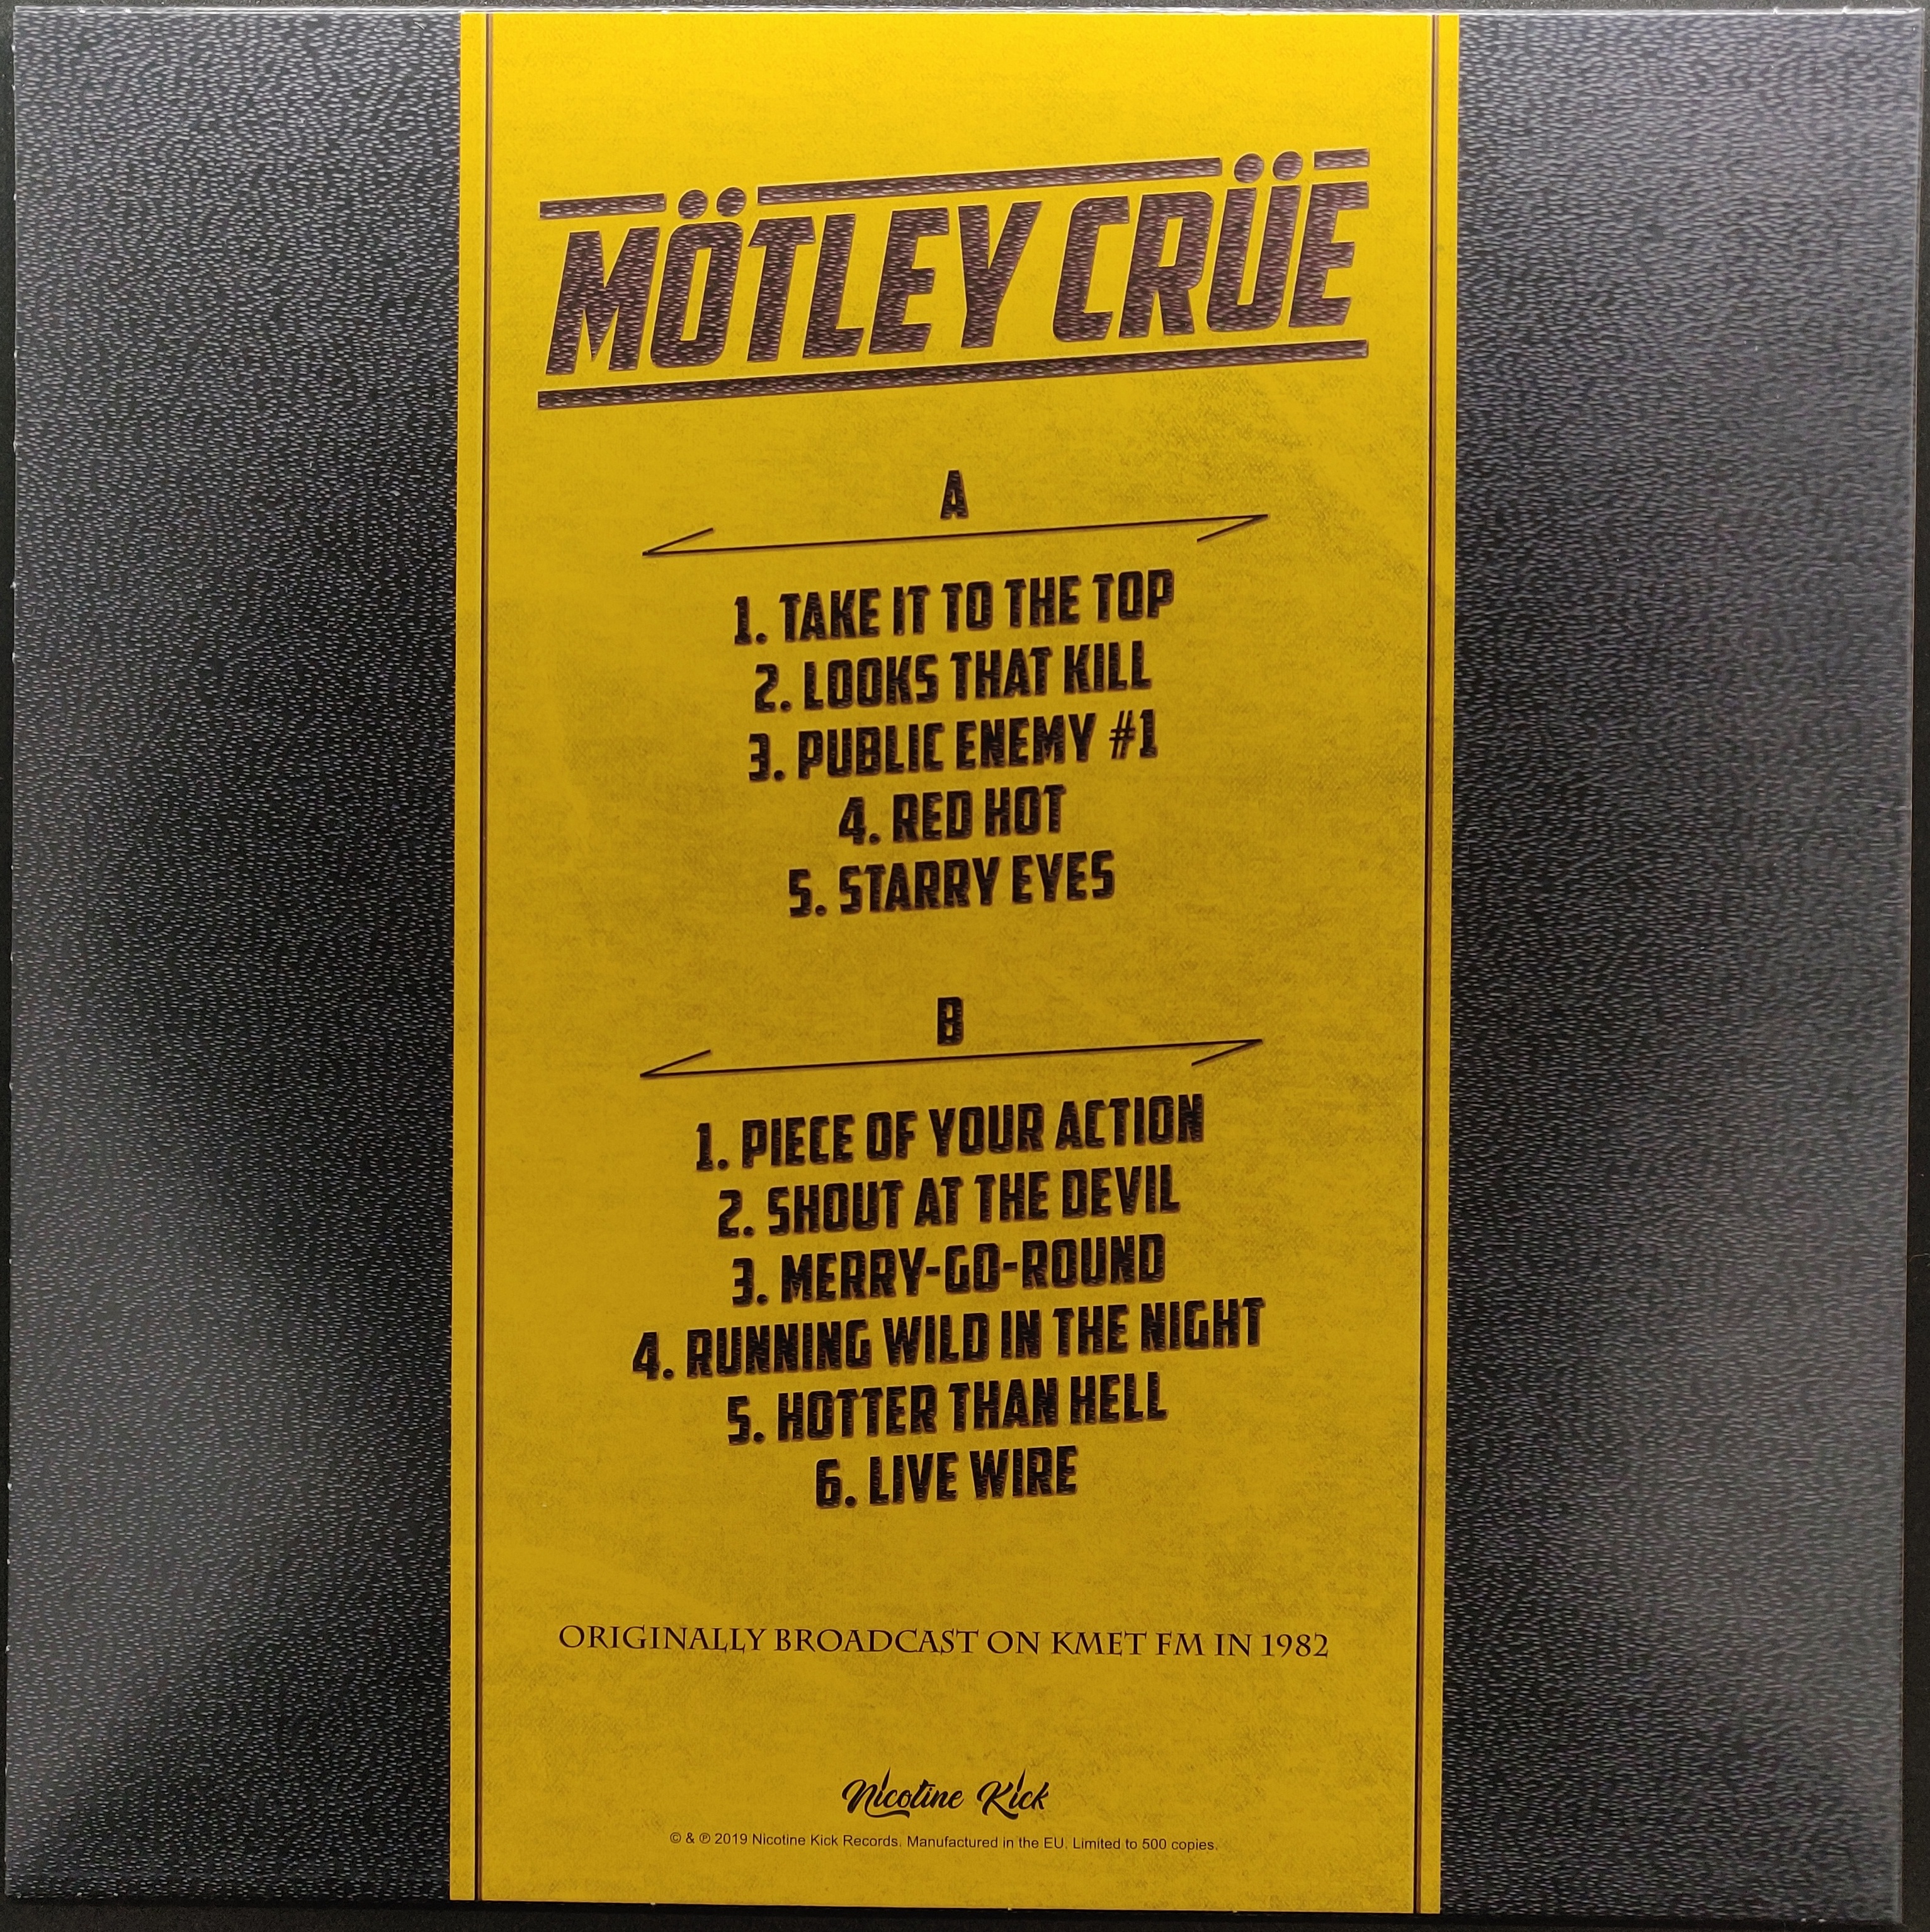 MÖTLEY CRÜE
A
1. TAKE IT TO THE TOP
2. LOOKS THAT KILL
3. PUBLIC ENEMY #1
4. RED HOT
5. STARRY EYES
B
1. PIECE OF YOUR ACTION
2. SHOUT AT THE DEVIL
3. MERRY-GO-ROUND
4. RUNNING WILD IN THE NIGHT
5. HOTTER THAN HELL
6. LIVE WIRE
ORIGINALLY BROADCAST ON KMET FM IN 1982
Nicotine Kick
© & ℗ 2019 Nicotine Kick Records. Manufactured in the EU. Limited to 500 copies.